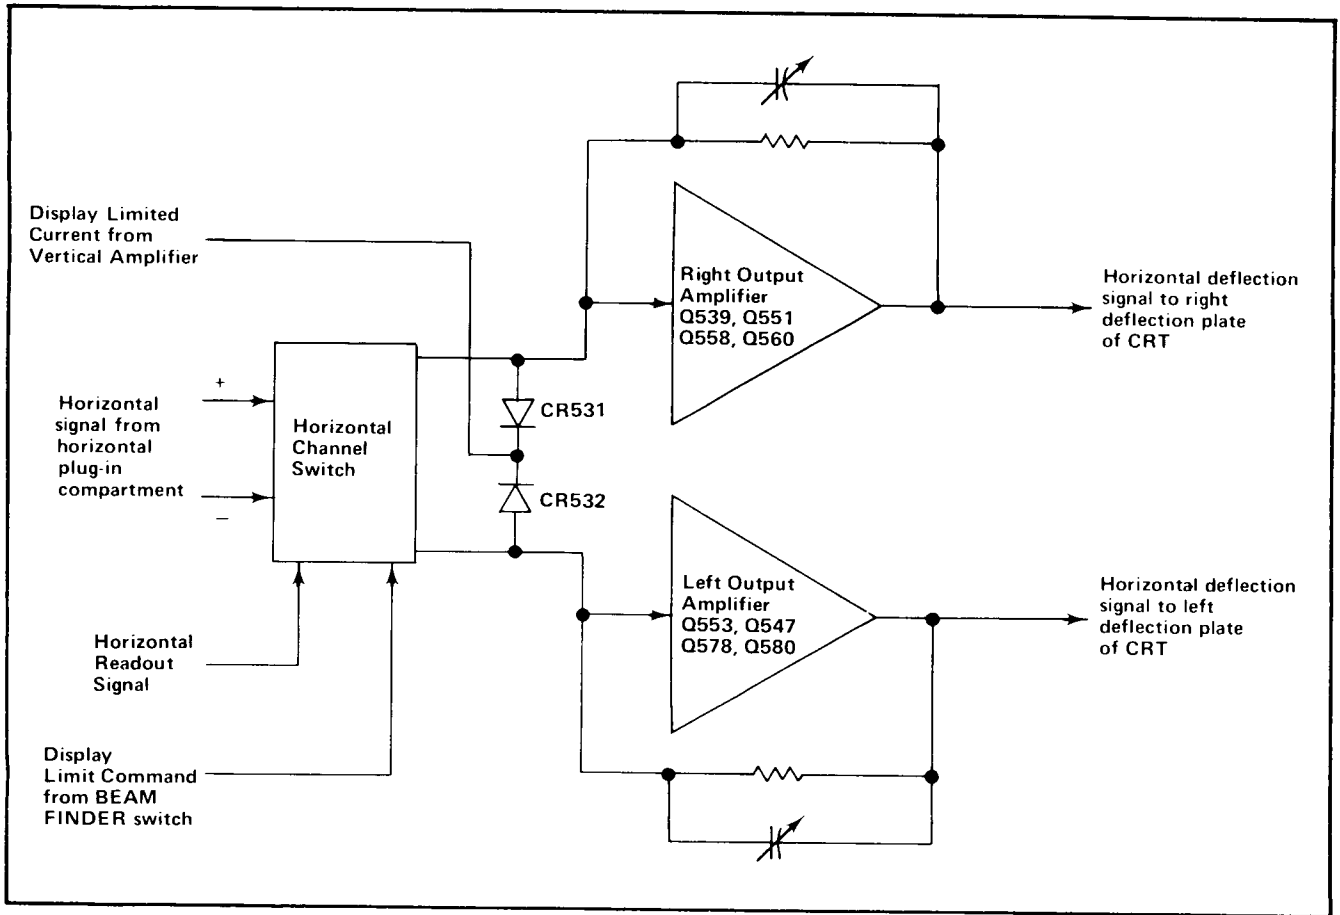 Display Limited
Current from
Vertical Amplifier
Right Output
Amplifier
Q539, Q551
Q558, Q560
Horizontal deflection
signal to right
deflection plate
of CRT
+
Horizontal
signal from
horizontal
plug-in
compartment
−
Horizontal
Channel
Switch
CR531
CR532
Left Output
Amplifier
Q553, Q547
Q578, Q580
Horizontal deflection
signal to left
deflection plate
of CRT
Horizontal
Readout
Signal
Display
Limit Command
from BEAM
FINDER switch